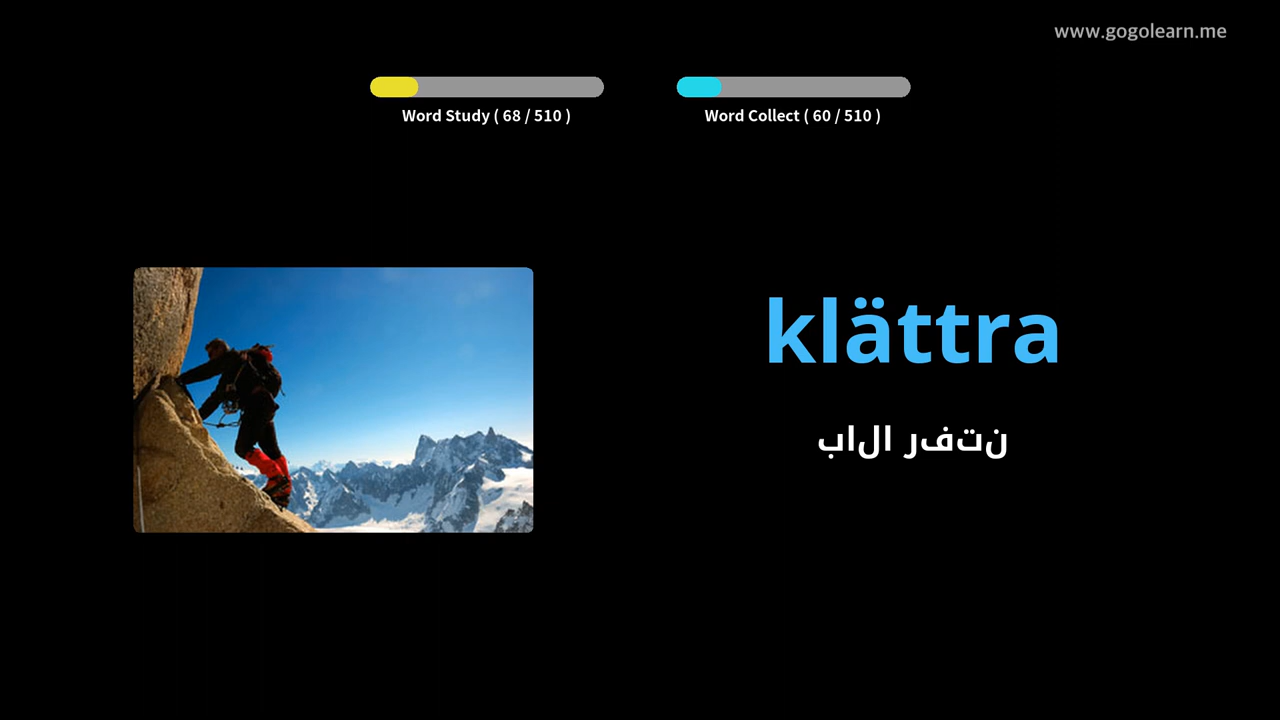 www.gogolearn.me
Word Study ( 68 / 510 )
Word Collect ( 60 / 510 )
klättra
بالا رفتن